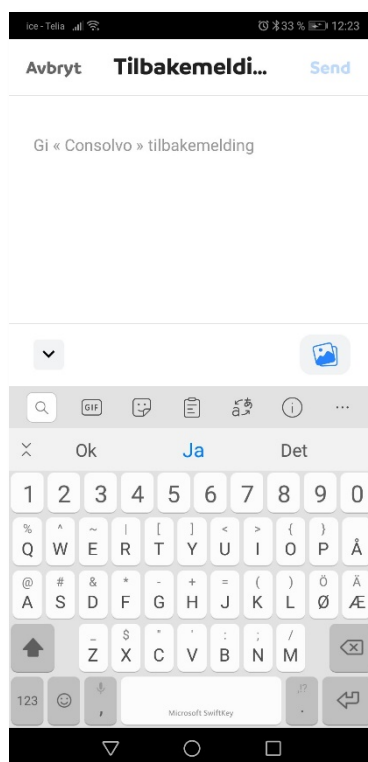 ice - Telia 33 % 12:23
Avbryt Tilbakemeldi... Send
Gi « Consolvo » tilbakemelding
GIF あ
Ok Ja Det
1 2 3 4 5 6 7 8 9 0
% ^ ~ | [ ] < > { }
Q W E R T Y U I O P Å
@ # & * - + = ( ) Ö Ä
A S D F G H J K L Ø Æ
_ $ " ' : ; /
Z X C V B N M
123 , Microsoft SwiftKey ,!? .